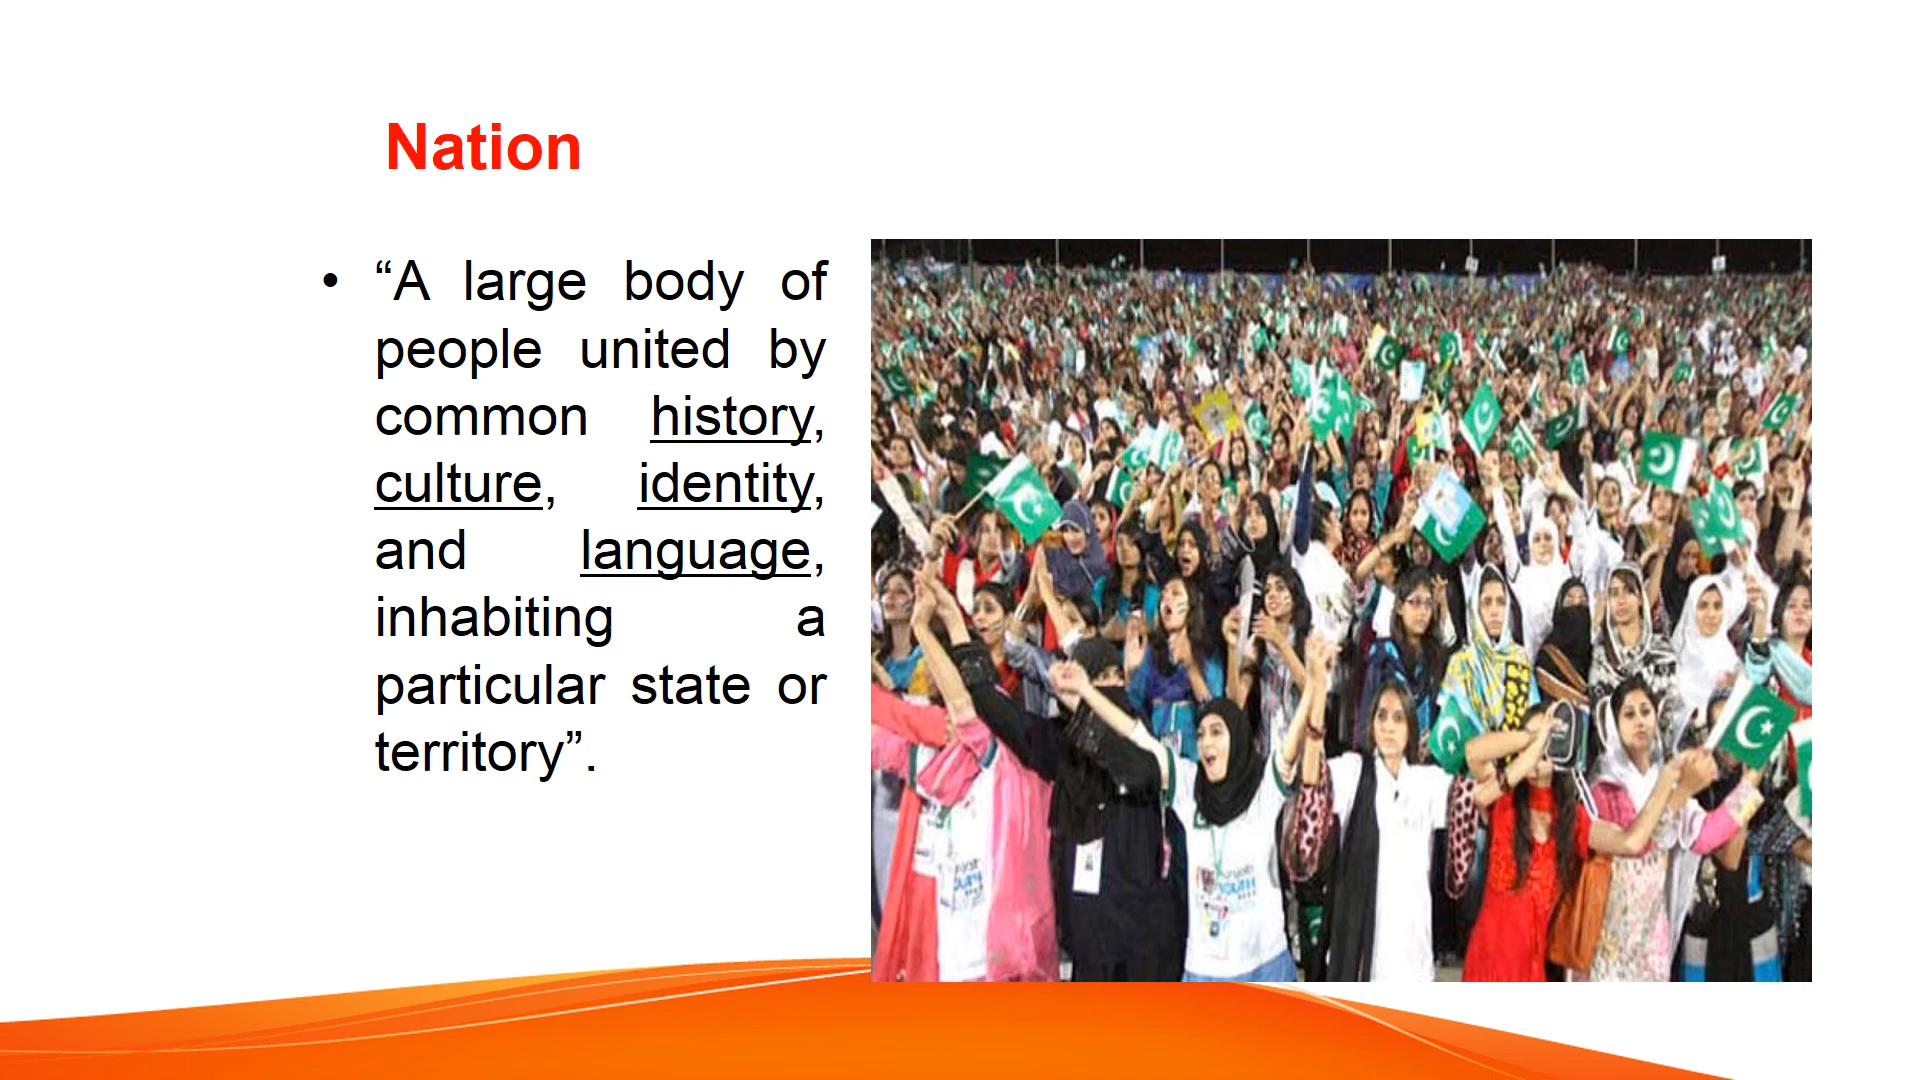 Nation
• “A large body of
people united by
common history,
culture, identity,
and language,
inhabiting a
particular state or
territory”.